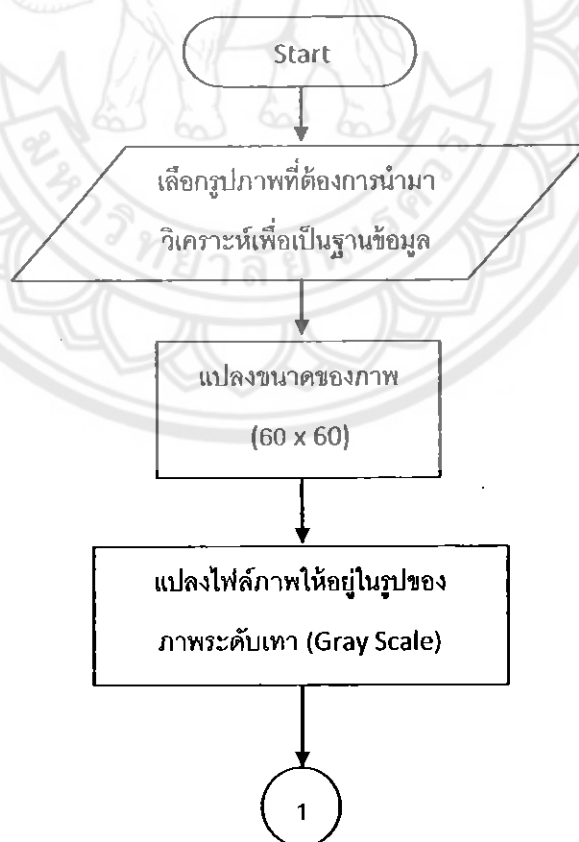 Start
เลือกรูปภาพที่ต้องการนำมา
วิเคราะห์เพื่อเป็นฐานข้อมูล
แปลงขนาดของภาพ
(60 x 60)
แปลงไฟล์ภาพให้อยู่ในรูปของ
ภาพระดับเทา (Gray Scale)
1